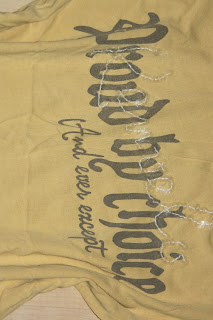 Proud by Choice
(And ever except